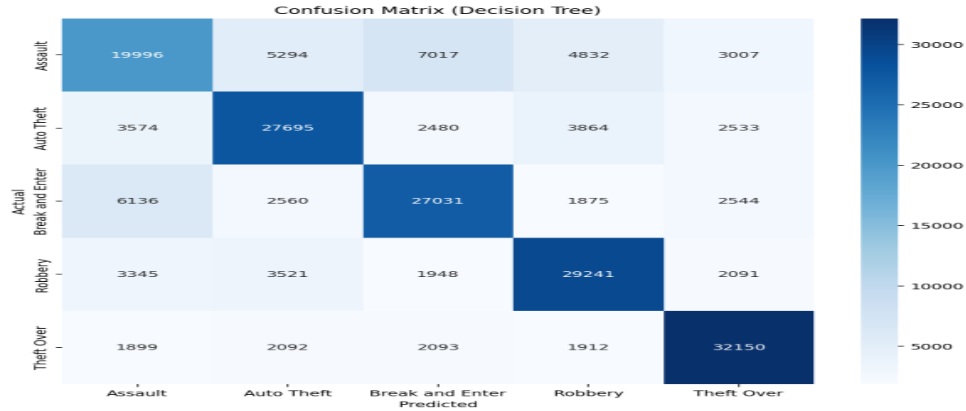 Confusion Matrix (Decision Tree)
Assault 19996 5294 7017 4832 3007
Auto Theft 3574 27695 2480 3864 2533
Break and Enter 6136 2560 27031 1875 2544
Robbery 3345 3521 1948 29241 2091
Theft Over 1899 2092 2093 1912 32150
Actual
Assault Auto Theft Break and Enter Robbery Theft Over
Predicted
30000
25000
20000
15000
10000
5000